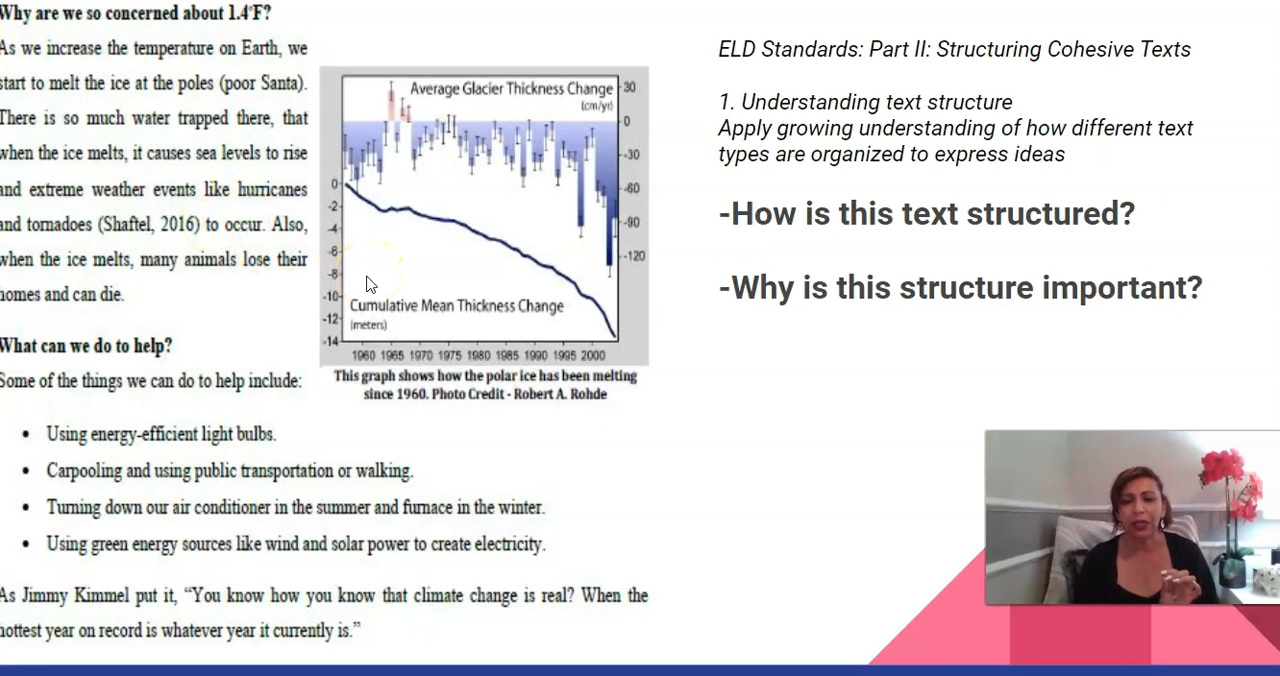 Why are we so concerned about 1.4°F?
As we increase the temperature on Earth, we
start to melt the ice at the poles (poor Santa).
There is so much water trapped there, that
when the ice melts, it causes sea levels to rise
and extreme weather events like hurricanes
and tornadoes (Shaftel, 2016) to occur. Also,
when the ice melts, many animals lose their
homes and can die.
Average Glacier Thickness Change
(cm/yr)
30
0
-30
-60
-90
-120
0
-2
-4
-6
-8
-10
-12
-14
Cumulative Mean Thickness Change
(meters)
1960 1965 1970 1975 1980 1985 1990 1995 2000
This graph shows how the polar ice has been melting
since 1960. Photo Credit - Robert A. Rohde
What can we do to help?
Some of the things we can do to help include:
• Using energy-efficient light bulbs.
• Carpooling and using public transportation or walking.
• Turning down our air conditioner in the summer and furnace in the winter.
• Using green energy sources like wind and solar power to create electricity.
As Jimmy Kimmel put it, “You know how you know that climate change is real? When the
hottest year on record is whatever year it currently is.”
ELD Standards: Part II: Structuring Cohesive Texts
1. Understanding text structure
Apply growing understanding of how different text
types are organized to express ideas
-How is this text structured?
-Why is this structure important?